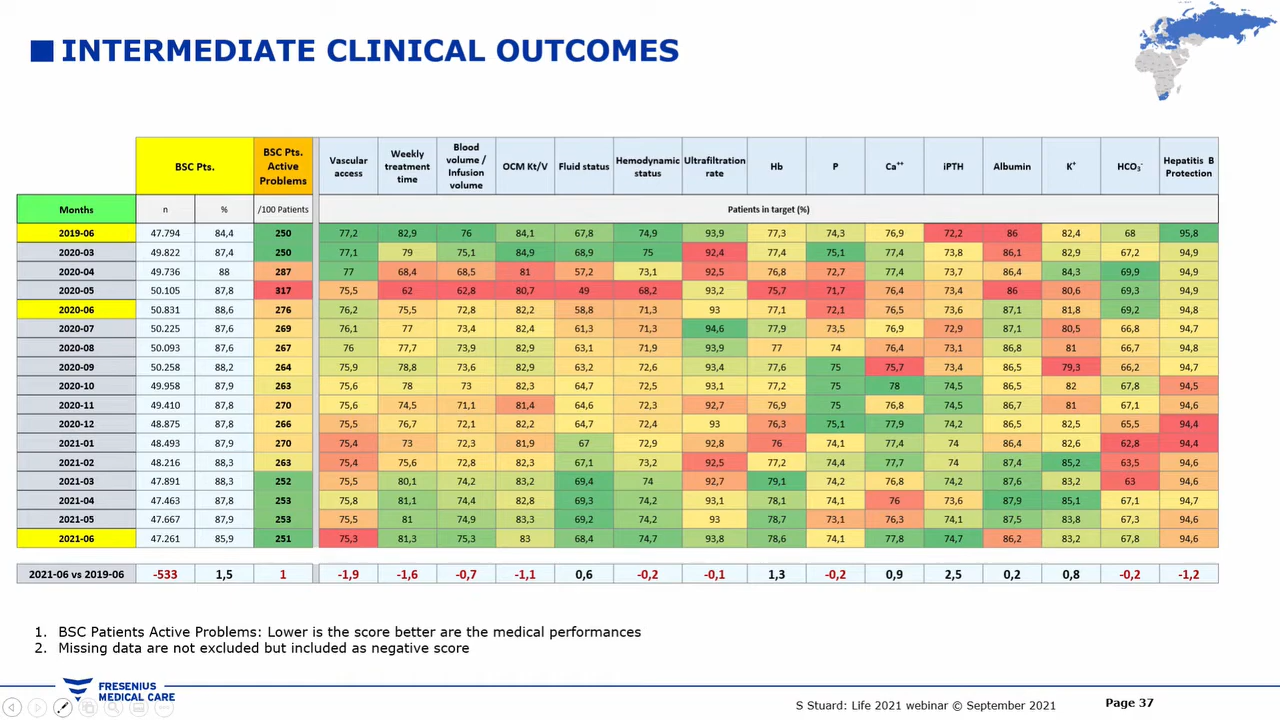 INTERMEDIATE CLINICAL OUTCOMES
BSC Pts. BSC Pts. Active Problems Vascular access Weekly treatment time Blood volume / Infusion volume OCM Kt/V Fluid status Hemodynamic status Ultrafiltration rate Hb P Ca++ iPTH Albumin K+ HCO3- Hepatitis B Protection
Months n % /100 Patients Patients in target (%)
2019-06 47.794 84,4 250 77,2 82,9 76 84,1 67,8 74,9 93,9 77,3 74,3 76,9 72,2 86 82,4 68 95,8
2020-03 49.822 87,4 250 77,1 79 75,1 84,9 68,9 75 92,4 77,4 75,1 77,4 73,8 86,1 82,9 67,2 94,9
2020-04 49.736 88 287 77 68,4 68,5 81 57,2 73,1 92,5 76,8 72,7 77,4 73,7 86,4 84,3 69,9 94,9
2020-05 50.105 87,8 317 75,5 62 62,8 80,7 49 68,2 93,2 75,7 71,7 76,4 73,4 86 80,6 69,3 94,9
2020-06 50.831 88,6 276 76,2 75,5 72,8 82,2 58,8 71,3 93 77,1 72,1 76,5 73,6 87,1 81,8 69,2 94,8
2020-07 50.225 87,6 269 76,1 77 73,4 82,4 61,3 71,3 94,6 77,9 73,5 76,9 72,9 87,1 80,5 66,8 94,7
2020-08 50.093 87,6 267 76 77,7 73,9 82,9 63,1 71,9 93,9 77 74 76,4 73,1 86,8 81 66,7 94,8
2020-09 50.258 88,2 264 75,9 78,8 73,6 82,9 63,2 72,6 93,4 77,6 75 75,7 73,4 86,5 79,3 66,2 94,7
2020-10 49.958 87,9 263 75,6 78 73 82,3 64,7 72,5 93,1 77,2 75 78 74,5 86,5 82 67,8 94,5
2020-11 49.410 87,8 270 75,6 74,5 71,1 81,4 64,6 72,3 92,7 76,9 75 76,8 74,5 86,7 81 67,1 94,6
2020-12 48.875 87,8 266 75,5 76,7 72,1 82,2 64,7 72,4 93 76,3 75,1 77,9 74,2 86,5 82,5 65,5 94,4
2021-01 48.493 87,9 270 75,4 73 72,3 81,9 67 72,9 92,8 76 74,1 77,4 74 86,4 82,6 62,8 94,4
2021-02 48.216 88,3 263 75,4 75,6 72,8 82,3 67,1 73,2 92,5 77,2 74,4 77,7 74 87,4 85,2 63,5 94,6
2021-03 47.891 88,3 252 75,5 80,1 74,2 83,2 69,4 74 92,7 79,1 74,2 76,8 74,2 87,6 83,2 63 94,6
2021-04 47.463 87,8 253 75,8 81,1 74,4 82,8 69,3 74,2 93,1 78,1 74,1 76 73,6 87,9 85,1 67,1 94,7
2021-05 47.667 87,9 253 75,5 81 74,9 83,3 69,2 74,2 93 78,7 73,1 76,3 74,1 87,5 83,8 67,3 94,6
2021-06 47.261 85,9 251 75,3 81,3 75,3 83 68,4 74,7 93,8 78,6 74,1 77,8 74,7 86,2 83,2 67,8 94,6
2021-06 vs 2019-06 -533 1,5 1 -1,9 -1,6 -0,7 -1,1 0,6 -0,2 -0,1 1,3 -0,2 0,9 2,5 0,2 0,8 -0,2 -1,2
1. BSC Patients Active Problems: Lower is the score better are the medical performances
2. Missing data are not excluded but included as negative score
FRESENIUS
MEDICAL CARE
S Stuard: Life 2021 webinar © September 2021 Page 37